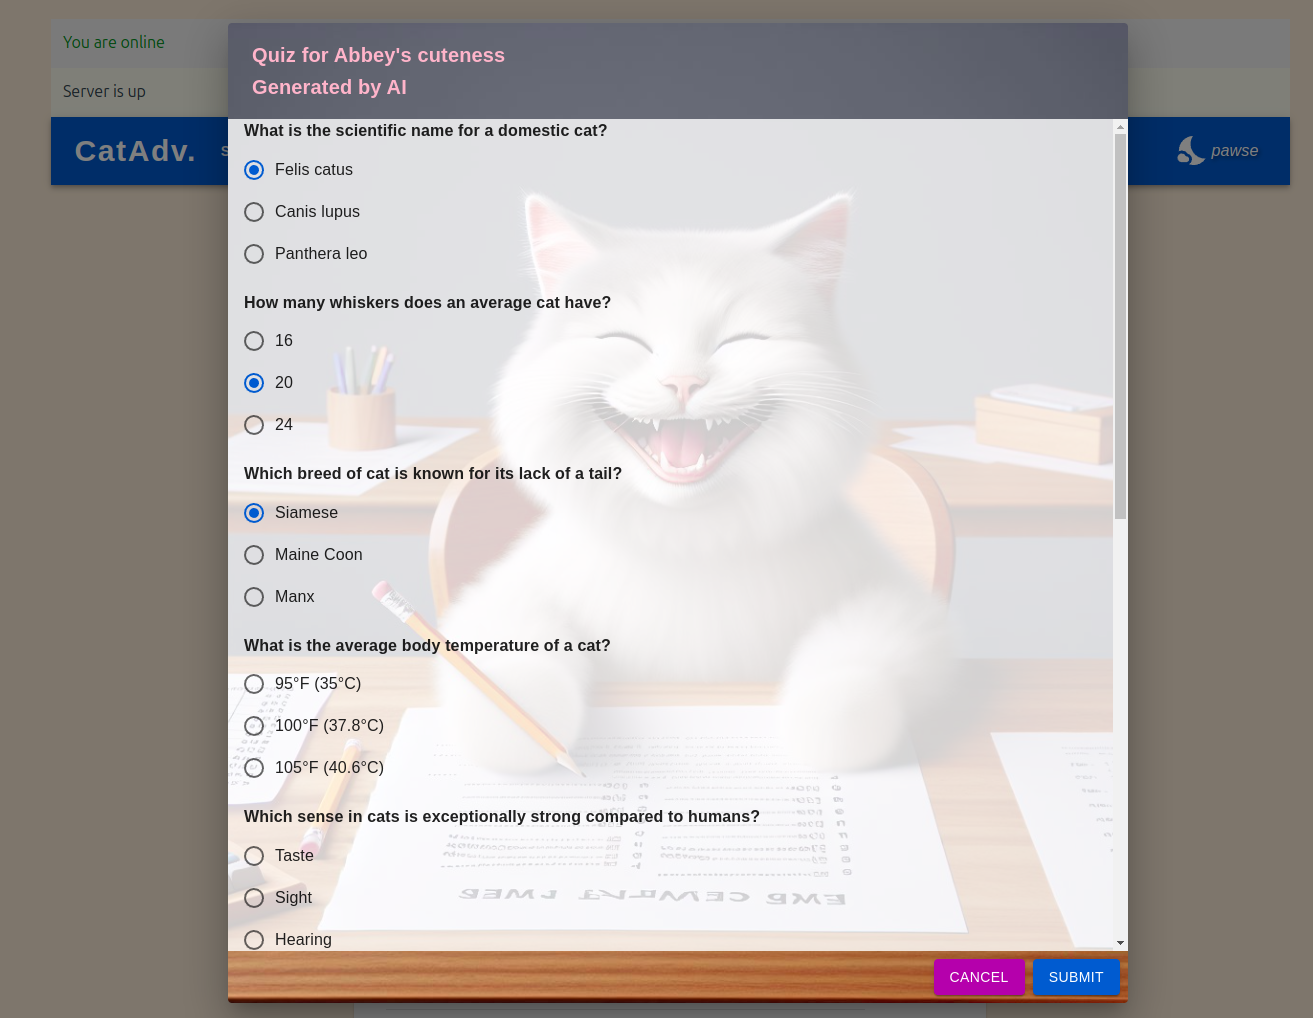 You are online
Server is up
CatAdv.
pawse
Quiz for Abbey's cuteness
Generated by AI
What is the scientific name for a domestic cat?
Felis catus
Canis lupus
Panthera leo
How many whiskers does an average cat have?
16
20
24
Which breed of cat is known for its lack of a tail?
Siamese
Maine Coon
Manx
What is the average body temperature of a cat?
95°F (35°C)
100°F (37.8°C)
105°F (40.6°C)
Which sense in cats is exceptionally strong compared to humans?
Taste
Sight
Hearing
CANCEL
SUBMIT